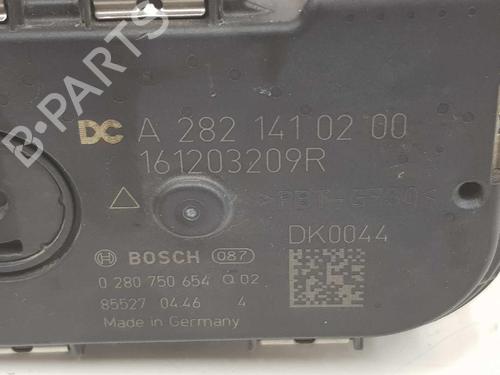 B-PARTS
DC A 282 141 02 00
161203209R
>PBT-GF30<
DK0044
BOSCH 087
0 280 750 654 Q 02
85527 04.46 4
Made in Germany